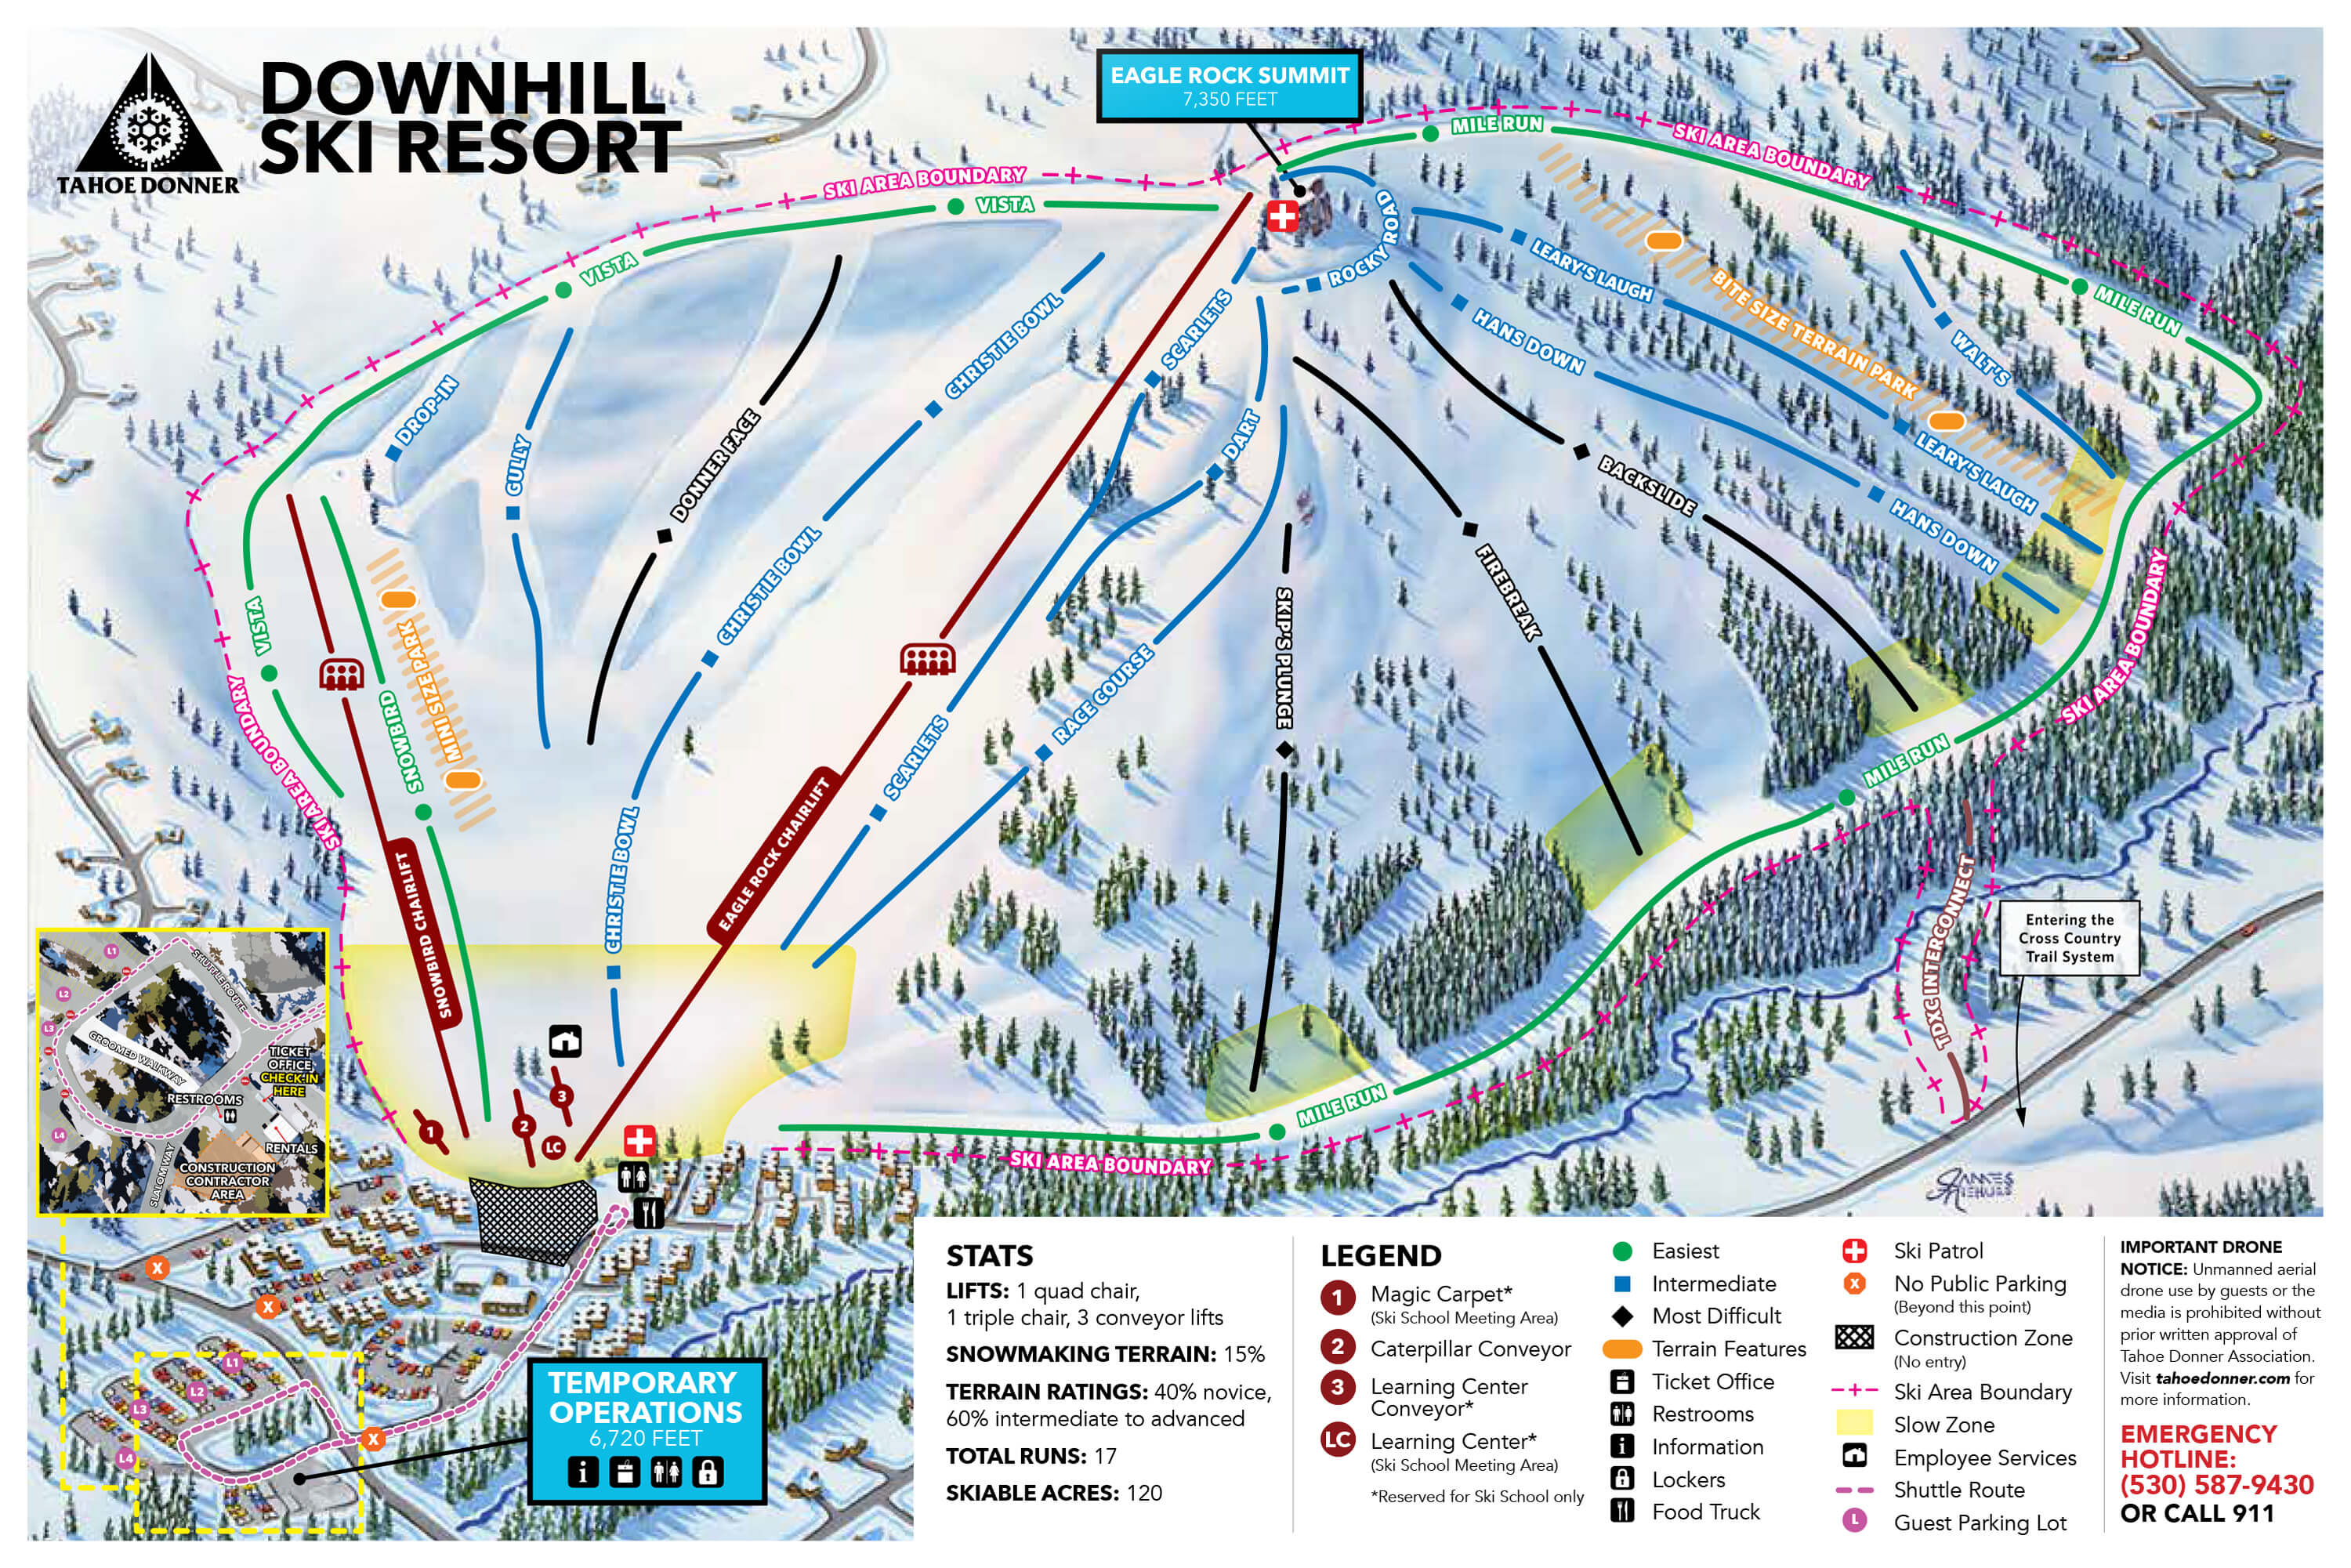 TAHOE DONNER
DOWNHILL
SKI RESORT
EAGLE ROCK SUMMIT
7,350 FEET
MILE RUN
SKI AREA BOUNDARY
SKI AREA BOUNDARY
VISTA
VISTA
ROCKY ROAD
LEARY'S LAUGH
BITE SIZE TERRAIN PARK
WALT'S
MILE RUN
HANS DOWN
SCARLETS
CHRISTIE BOWL
DROP-IN
GULLY
DONNER FACE
DART
BACKSLIDE
LEARY'S LAUGH
HANS DOWN
FIREBREAK
CHRISTIE BOWL
VISTA
SKIP'S PLUNGE
MINI SIZE PARK
SNOWBIRD
SKI AREA BOUNDARY
RACE COURSE
SCARLETS
SKI AREA BOUNDARY
MILE RUN
CHRISTIE BOWL
EAGLE ROCK CHAIRLIFT
SNOWBIRD CHAIRLIFT
TDXC INTERCONNECT
Entering the
Cross Country
Trail System
MILE RUN
SKI AREA BOUNDARY
1
2
3
LC
L1
L2
L3
L4
SHUTTLE ROUTE
GROOMED WALKWAY
TICKET
OFFICE
CHECK-IN
HERE
RESTROOMS
RENTALS
SLALOM WAY
CONSTRUCTION
CONTRACTOR
AREA
X
X
X
L1
L2
L3
L4
TEMPORARY
OPERATIONS
6,720 FEET
i
STATS
LIFTS: 1 quad chair,
1 triple chair, 3 conveyor lifts
SNOWMAKING TERRAIN: 15%
TERRAIN RATINGS: 40% novice,
60% intermediate to advanced
TOTAL RUNS: 17
SKIABLE ACRES: 120
LEGEND
1 Magic Carpet*
(Ski School Meeting Area)
2 Caterpillar Conveyor
3 Learning Center
Conveyor*
LC Learning Center*
(Ski School Meeting Area)
*Reserved for Ski School only
Easiest
Intermediate
Most Difficult
Terrain Features
Ticket Office
Restrooms
i Information
Lockers
Food Truck
Ski Patrol
X No Public Parking
(Beyond this point)
Construction Zone
(No entry)
Ski Area Boundary
Slow Zone
Employee Services
Shuttle Route
L Guest Parking Lot
IMPORTANT DRONE
NOTICE: Unmanned aerial
drone use by guests or the
media is prohibited without
prior written approval of
Tahoe Donner Association.
Visit tahoedonner.com for
more information.
EMERGENCY
HOTLINE:
(530) 587-9430
OR CALL 911